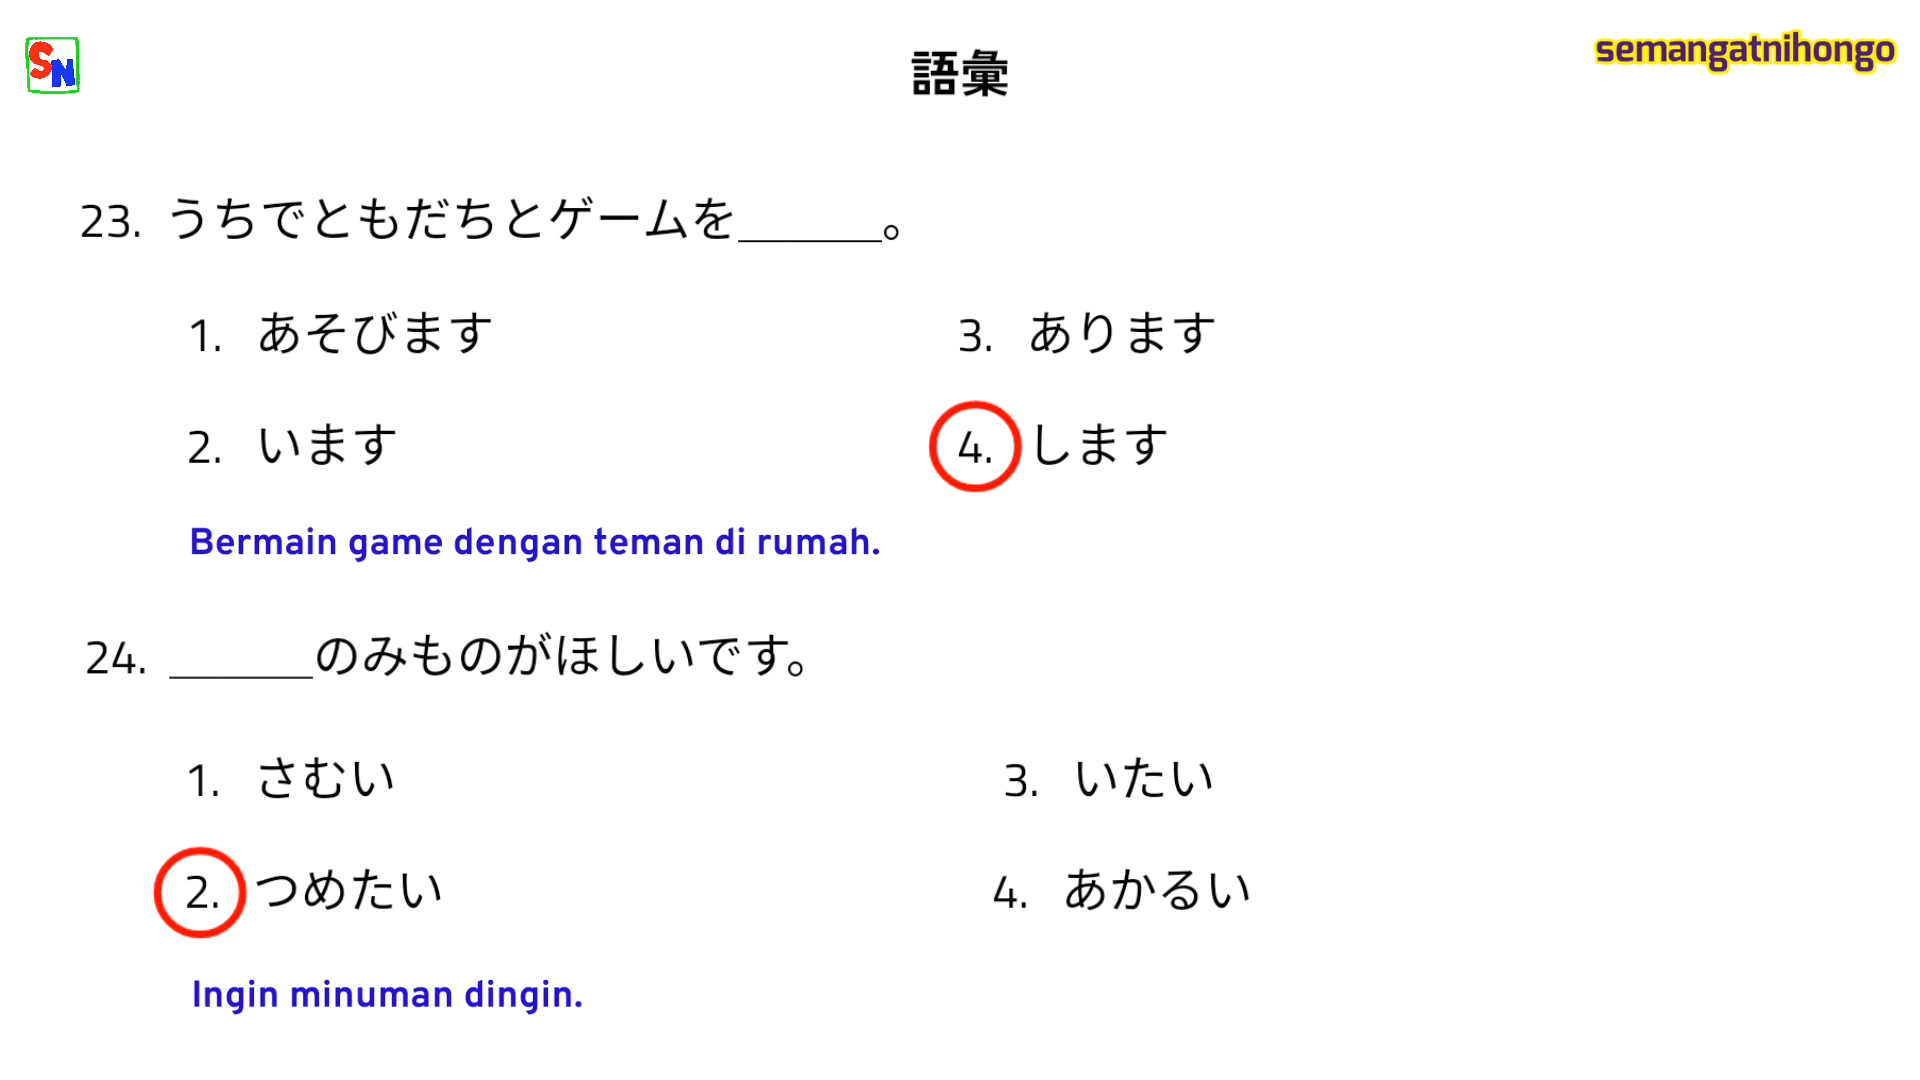 SN
語彙
semangatnihongo
23. うちでともだちとゲームを______。
1. あそびます
3. あります
2. います
4. します
Bermain game dengan teman di rumah.
24. ______のみものがほしいです。
1. さむい
3. いたい
2. つめたい
4. あかるい
Ingin minuman dingin.